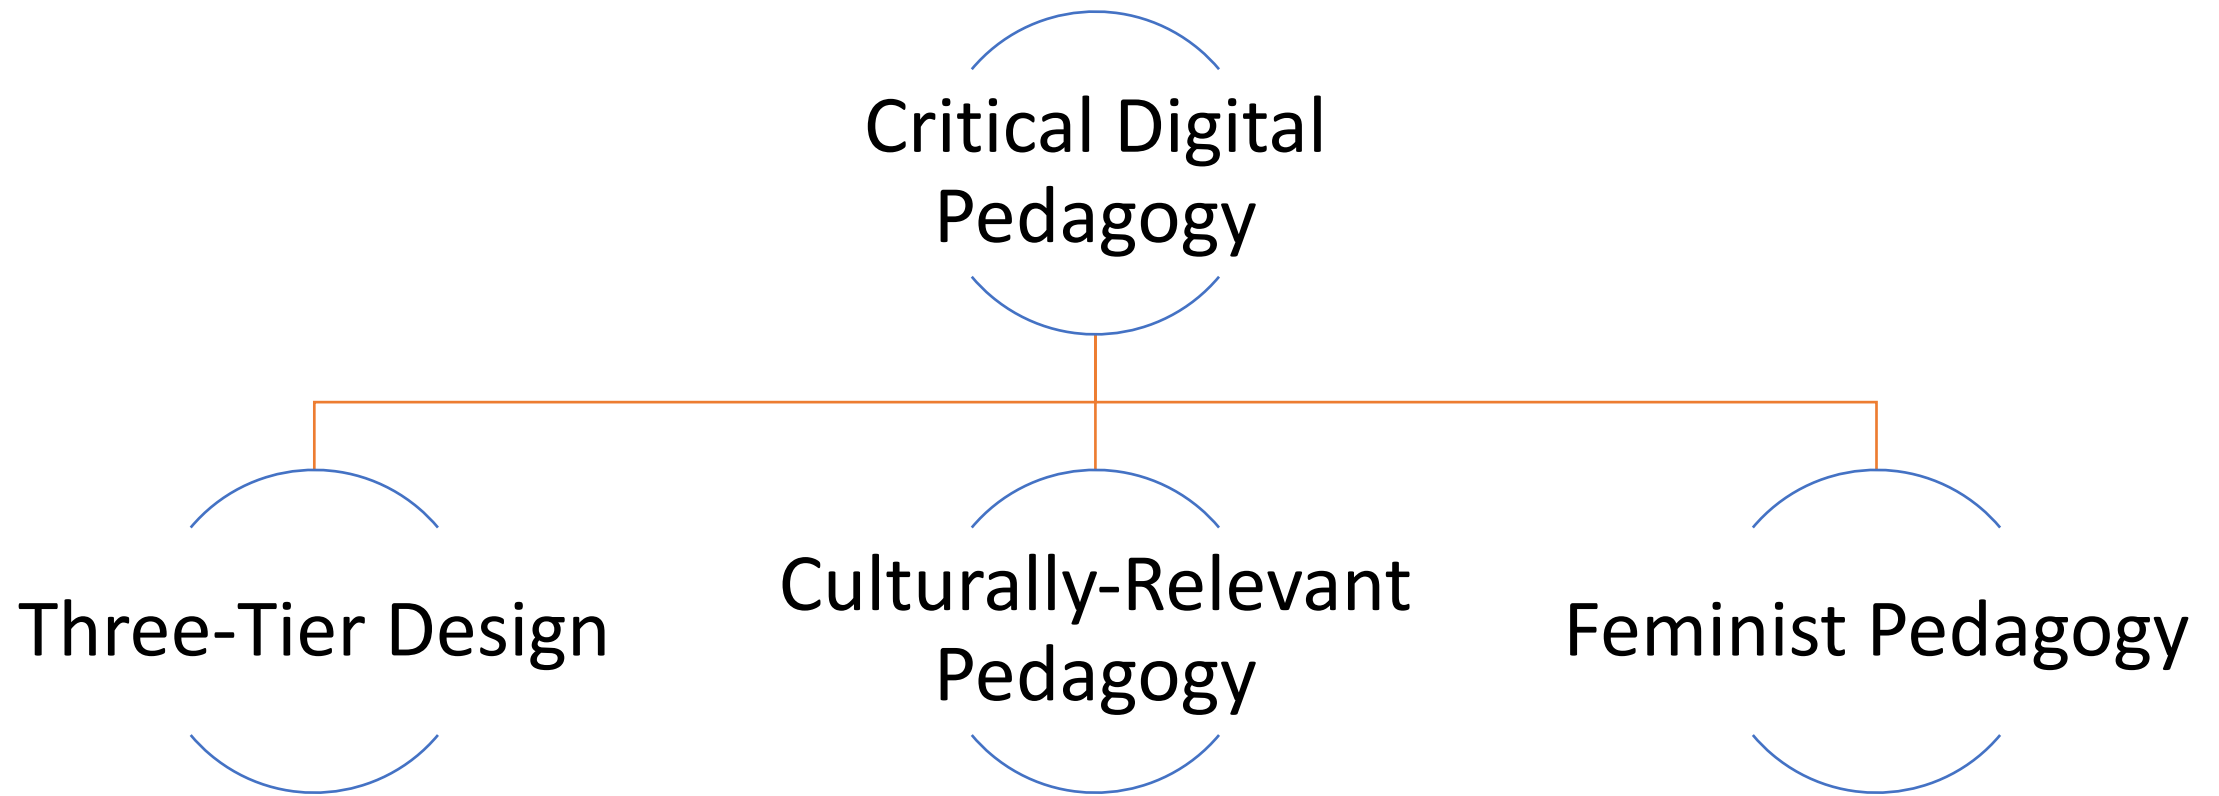 Critical Digital
Pedagogy
Three-Tier Design
Culturally-Relevant
Pedagogy
Feminist Pedagogy